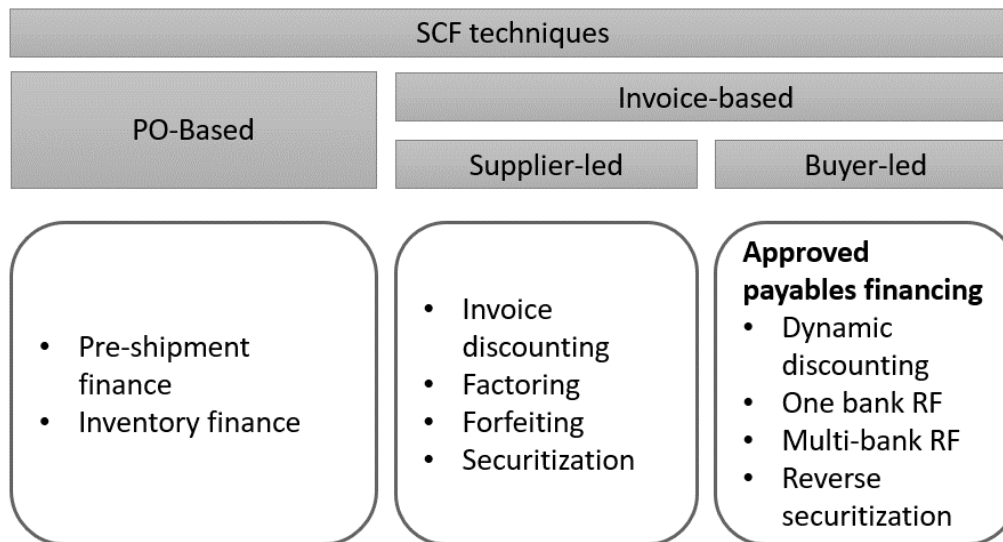 SCF techniques
PO-Based
Invoice-based
Supplier-led
Buyer-led
• Pre-shipment
finance
• Inventory finance
• Invoice
discounting
• Factoring
• Forfeiting
• Securitization
Approved
payables financing
• Dynamic
discounting
• One bank RF
• Multi-bank RF
• Reverse
securitization